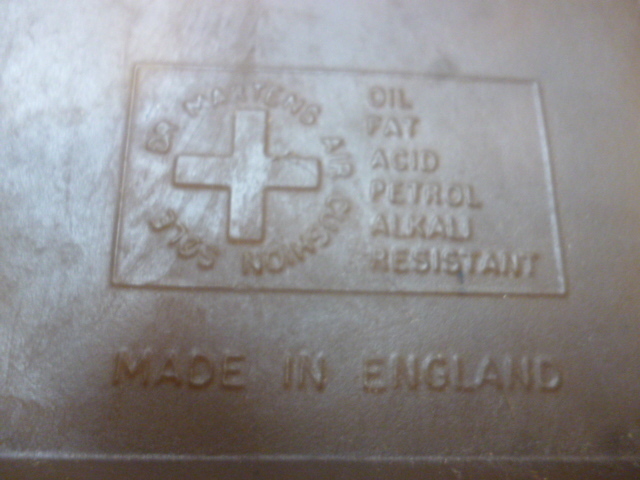 DR MARTENS AIR CUSHION SOLE
OIL
FAT
ACID
PETROL
ALKALI
RESISTANT
MADE IN ENGLAND